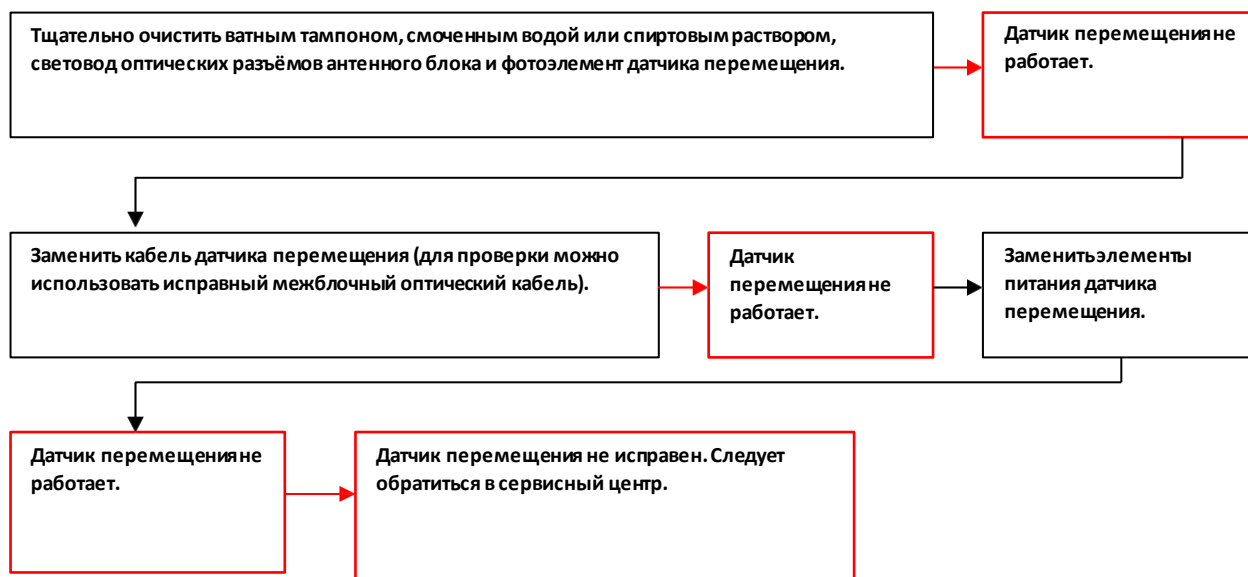 Тщательно очистить ватным тампоном, смоченным водой или спиртовым раствором,
световод оптических разъёмов антенного блока и фотоэлемент датчика перемещения.
Датчик перемещения не
работает.
Заменить кабель датчика перемещения (для проверки можно
использовать исправный межблочный оптический кабель).
Датчик
перемещения не
работает.
Заменить элементы
питания датчика
перемещения.
Датчик перемещения не
работает.
Датчик перемещения не исправен. Следует
обратиться в сервисный центр.